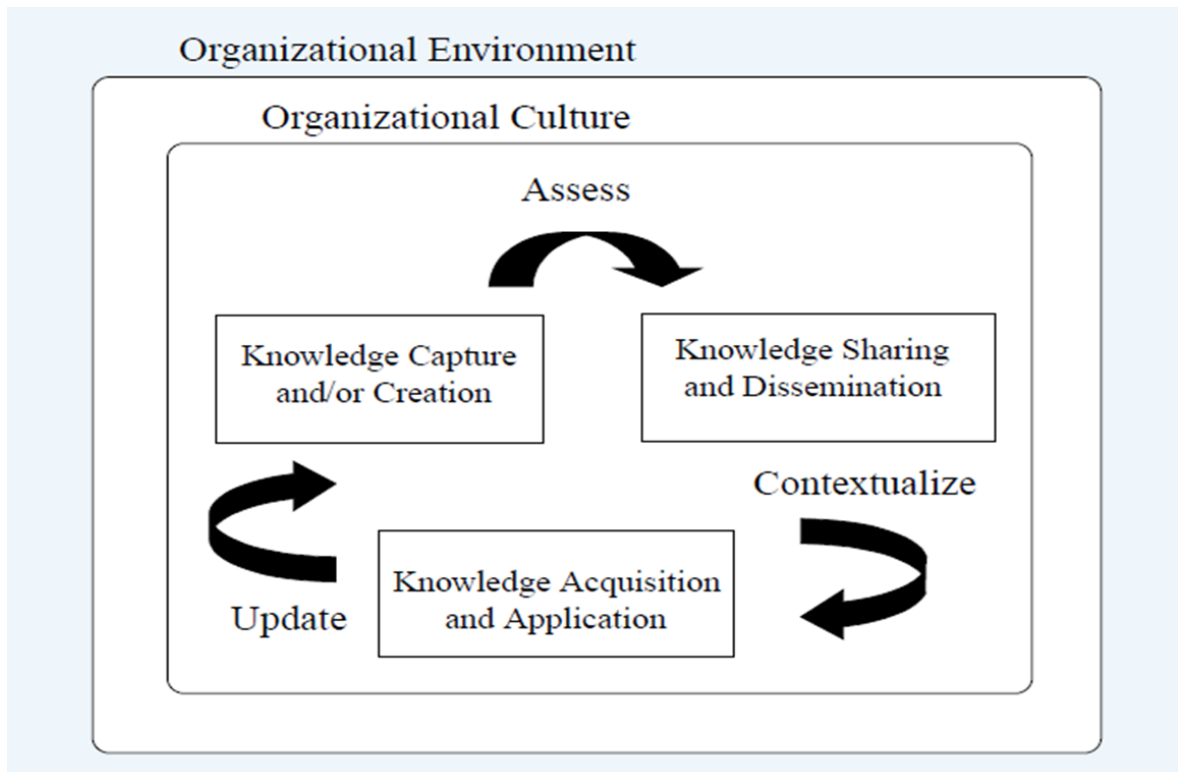 Organizational Environment
Organizational Culture
Assess
Knowledge Capture
and/or Creation
Knowledge Sharing
and Dissemination
Contextualize
Knowledge Acquisition
and Application
Update